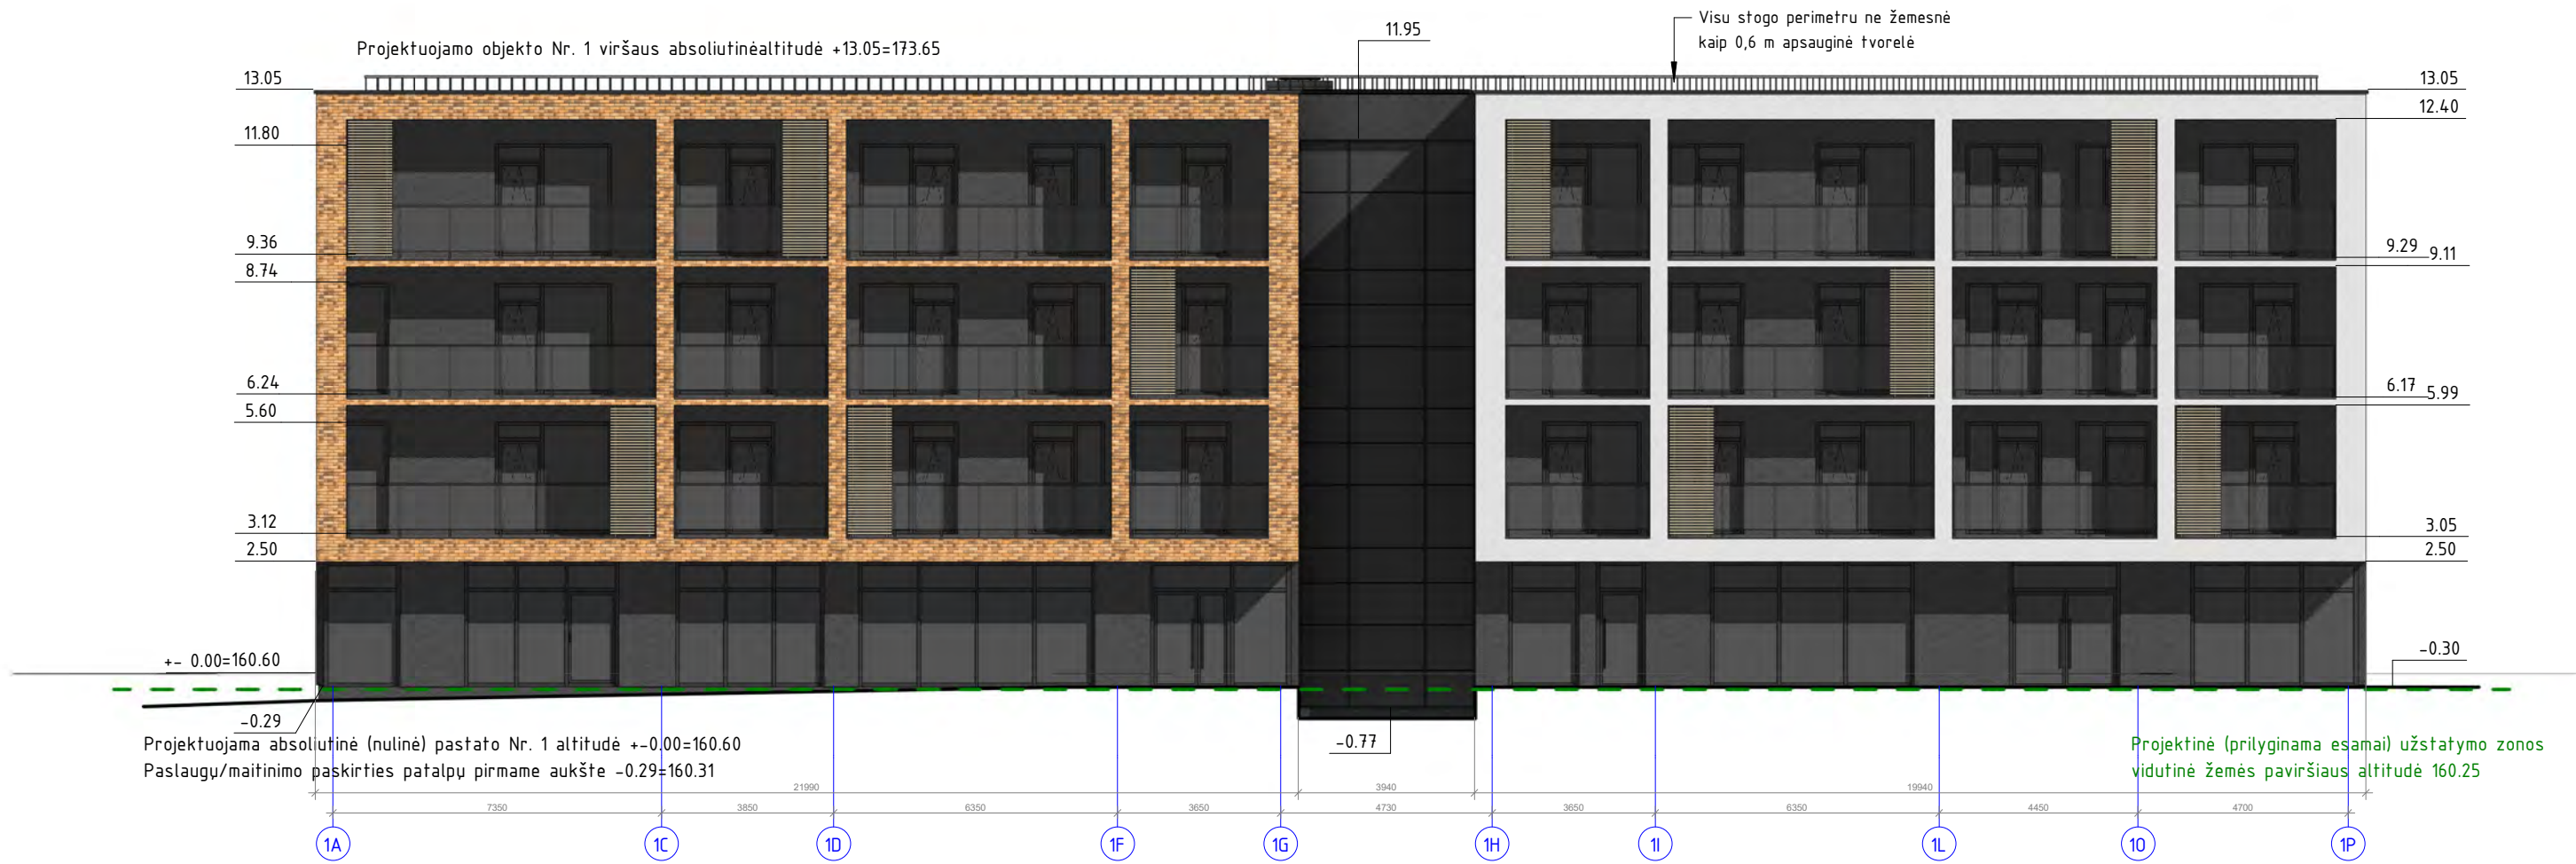 Visu stogo perimetru ne žemesnė
kaip 0,6 m apsauginė tvorelė
11.95
Projektuojamo objekto Nr. 1 viršaus absoliutinėaltitudė +13.05=173.65
13.05
13.05
12.40
11.80
9.36
9.29
9.11
8.74
6.24
6.17
5.99
5.60
3.12
3.05
2.50
2.50
+- 0.00=160.60
-0.30
-0.29
-0.77
Projektuojama absoliutinė (nulinė) pastato Nr. 1 altitudė +-0.00=160.60
Paslaugų/maitinimo paskirties patalpų pirmame aukšte -0.29=160.31
Projektinė (prilyginama esamai) užstatymo zonos
vidutinė žemės paviršiaus altitudė 160.25
21990 3940 19940
7350 3850 6350 3650 4730 3650 6350 4450 4700
1A 1C 1D 1F 1G 1H 1I 1L 1O 1P